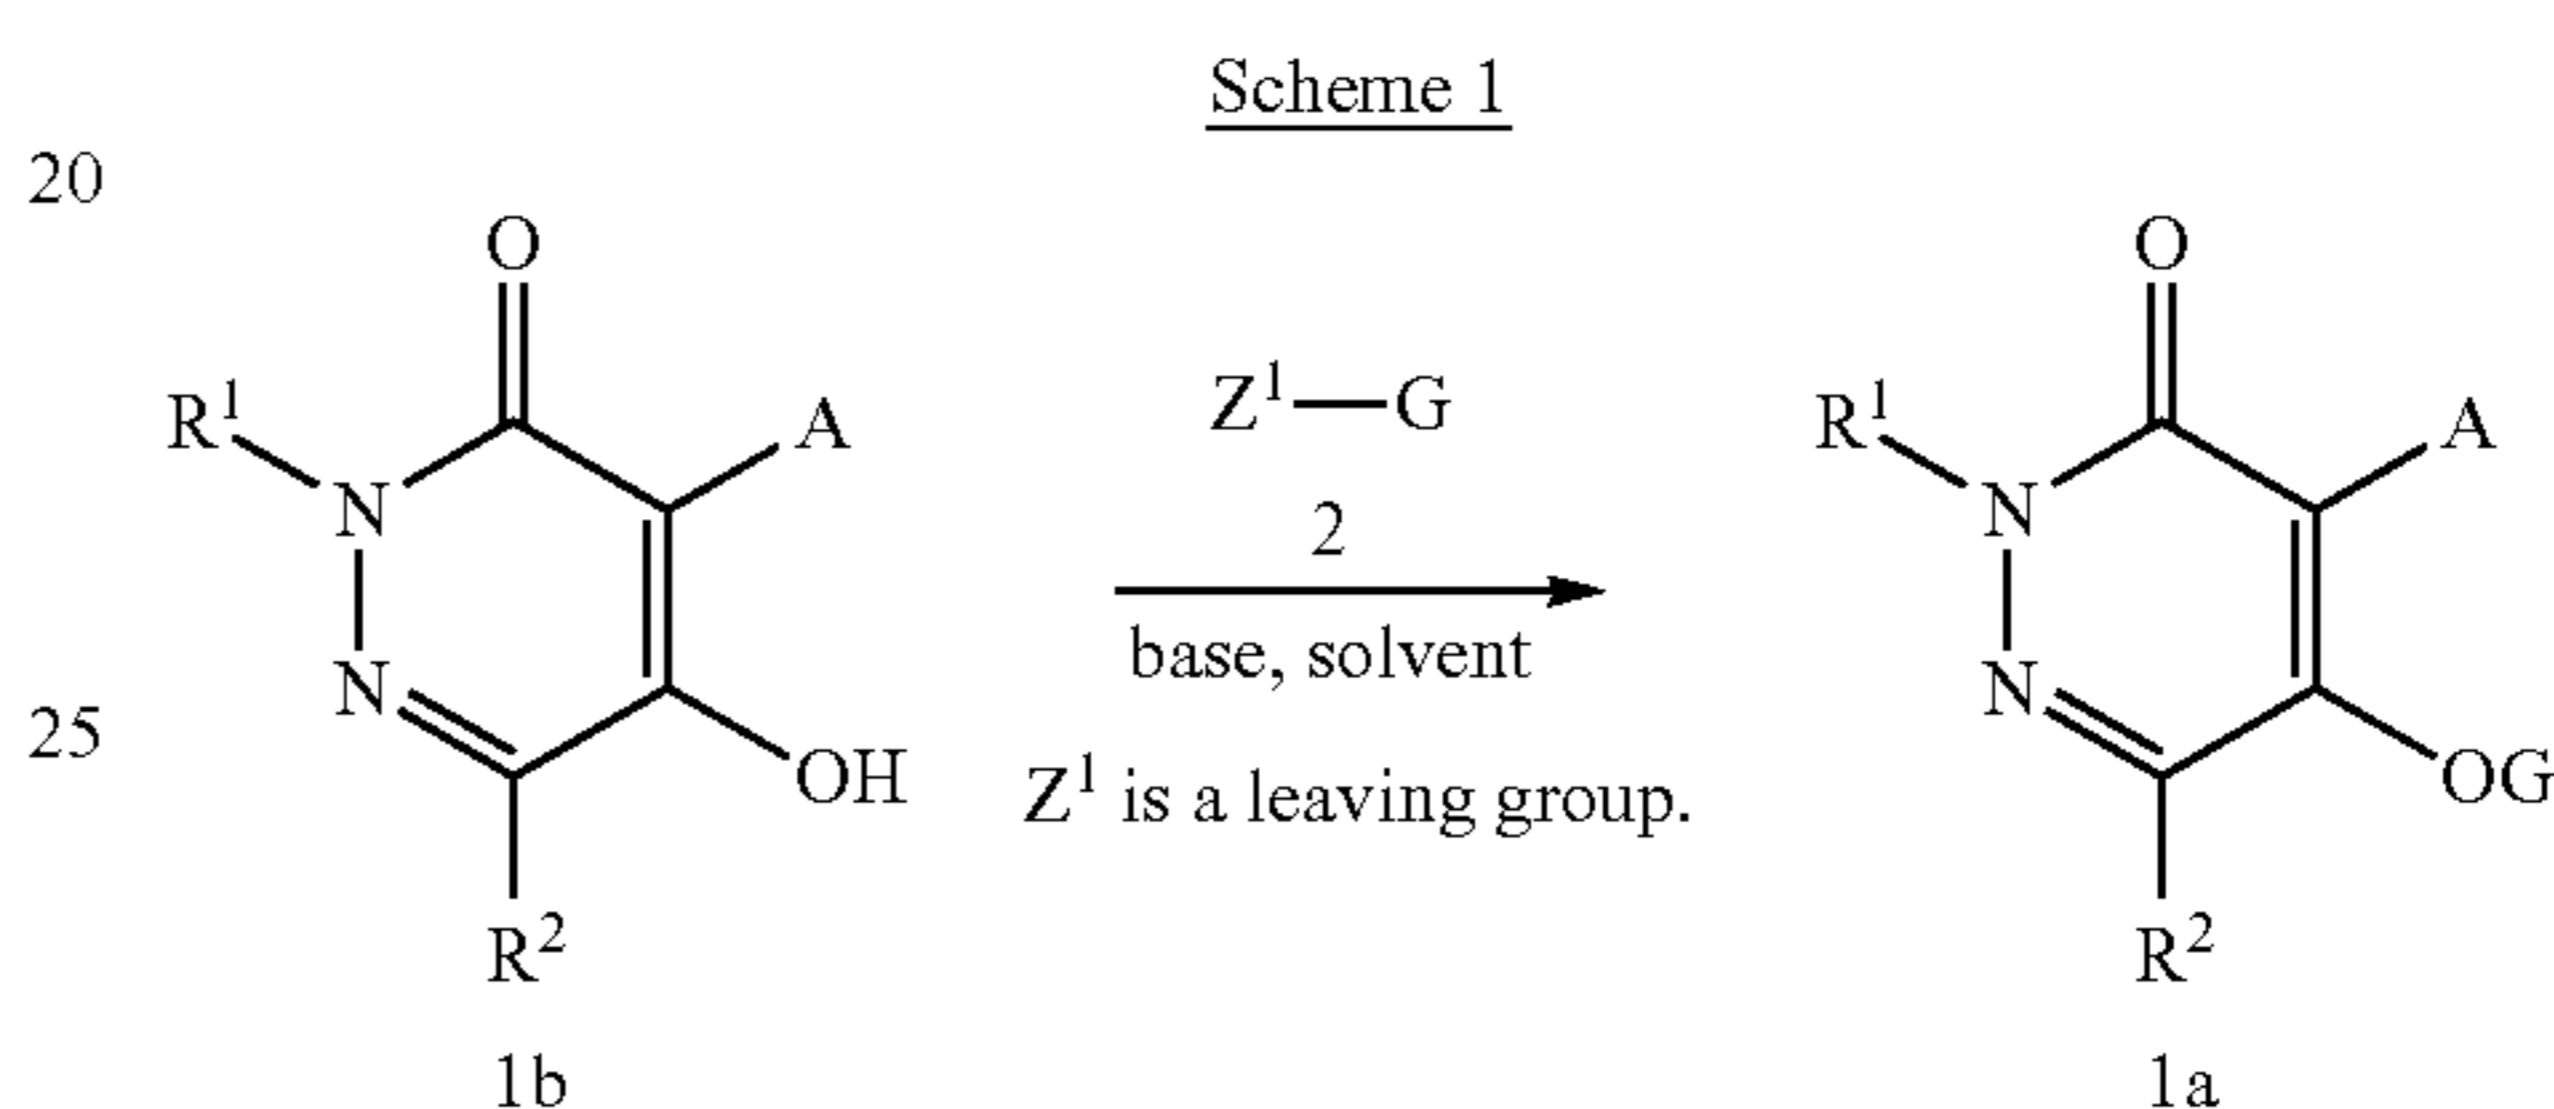 Scheme 1
20
O
O
R¹
A
Z¹—G
R¹
A
N
2
N
N
base, solvent
N
25
OH
Z¹ is a leaving group.
OG
R²
R²
1b
1a